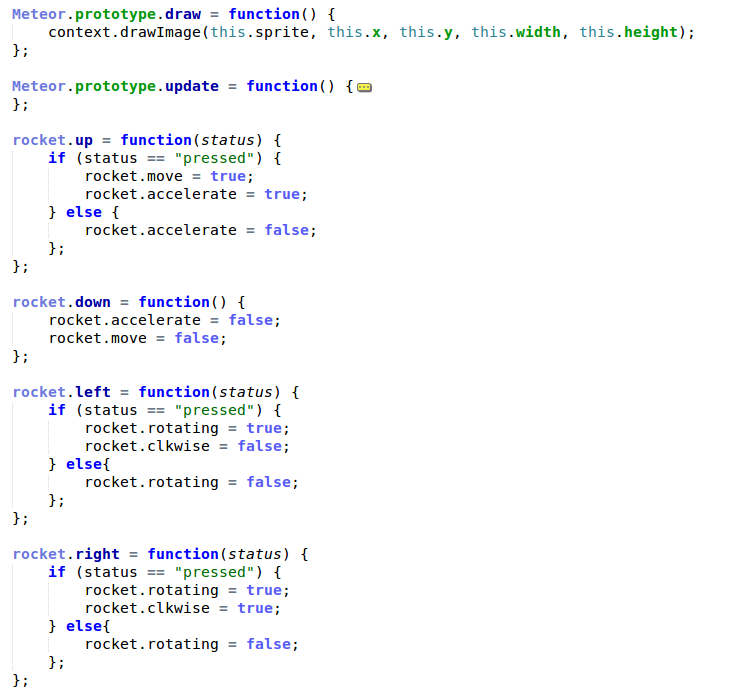 Meteor.prototype.draw = function() {
    context.drawImage(this.sprite, this.x, this.y, this.width, this.height);
};

Meteor.prototype.update = function() {
};

rocket.up = function(status) {
    if (status == "pressed") {
        rocket.move = true;
        rocket.accelerate = true;
    } else {
        rocket.accelerate = false;
    };
};

rocket.down = function() {
    rocket.accelerate = false;
    rocket.move = false;
};

rocket.left = function(status) {
    if (status == "pressed") {
        rocket.rotating = true;
        rocket.clkwise = false;
    } else{
        rocket.rotating = false;
    };
};

rocket.right = function(status) {
    if (status == "pressed") {
        rocket.rotating = true;
        rocket.clkwise = true;
    } else{
        rocket.rotating = false;
    };
};